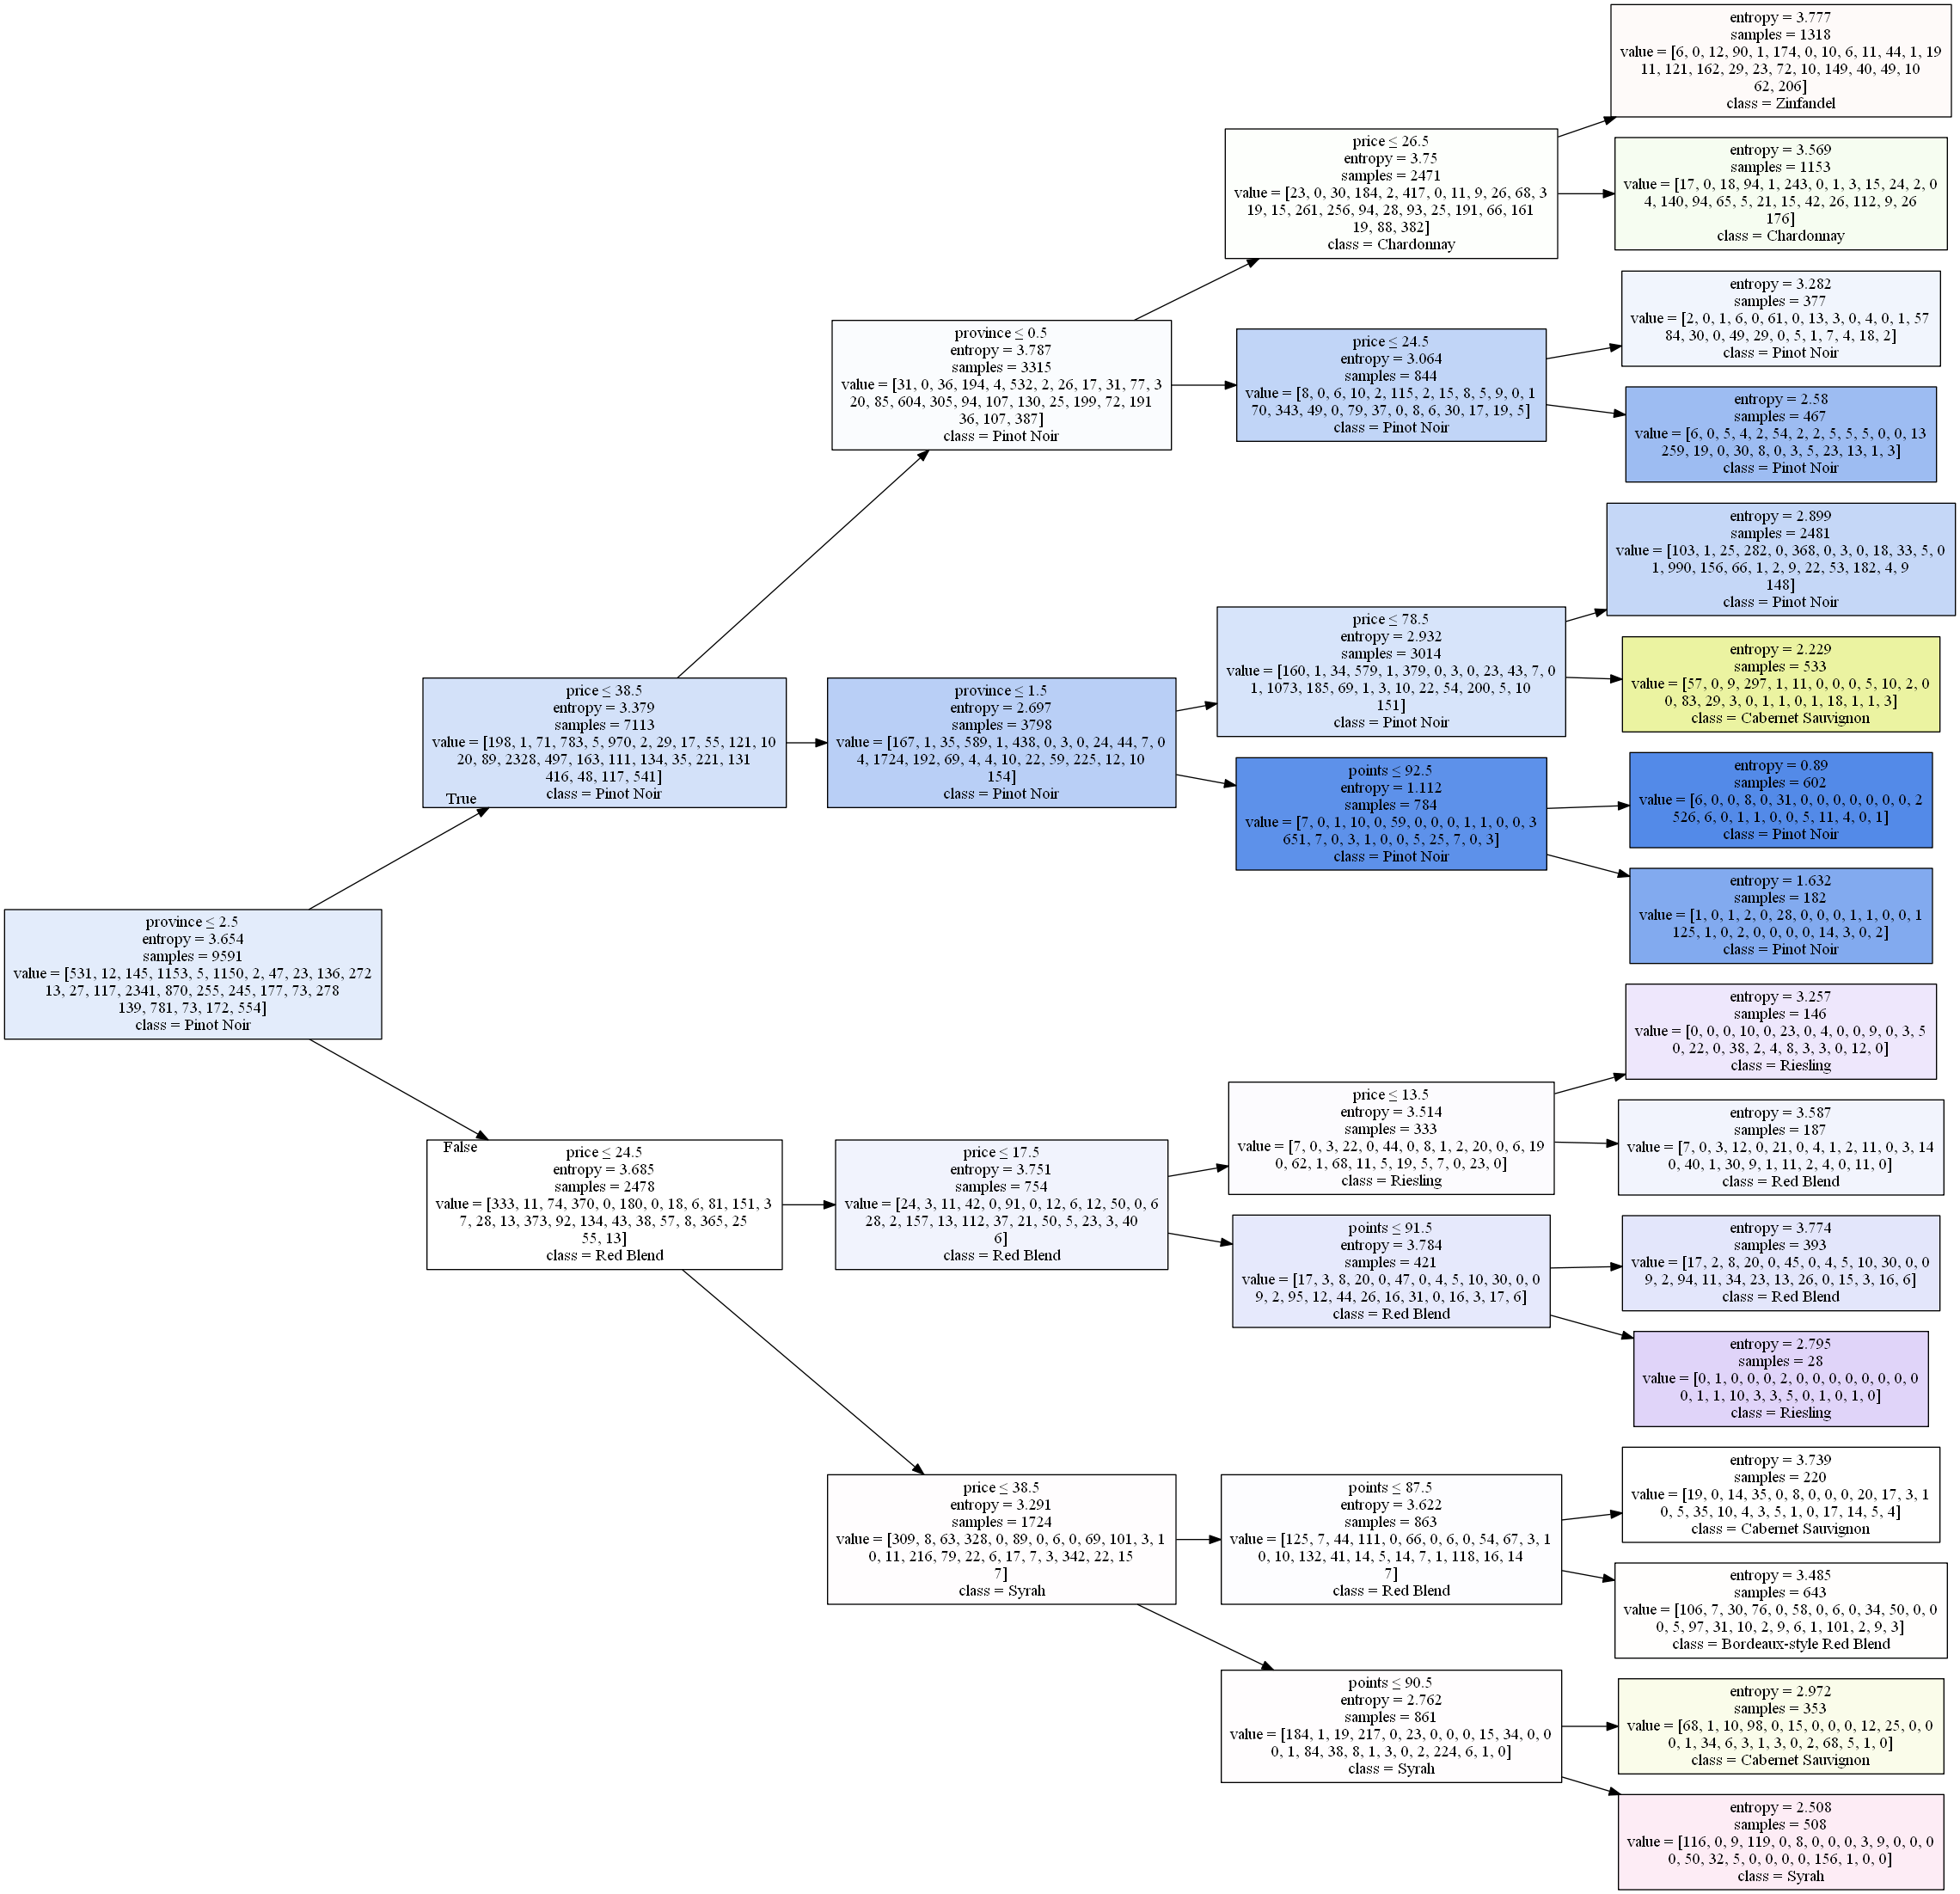 province ≤ 2.5
entropy = 3.654
samples = 9591
value = [531, 12, 145, 1153, 5, 1150, 2, 47, 23, 136, 272
13, 27, 117, 2341, 870, 255, 245, 177, 73, 278
139, 781, 73, 172, 554]
class = Pinot Noir
True
price ≤ 38.5
entropy = 3.379
samples = 7113
value = [198, 1, 71, 783, 5, 970, 2, 29, 17, 55, 121, 10
20, 89, 2328, 497, 163, 111, 134, 35, 221, 131
416, 48, 117, 541]
class = Pinot Noir
False
price ≤ 24.5
entropy = 3.685
samples = 2478
value = [333, 11, 74, 370, 0, 180, 0, 18, 6, 81, 151, 3
7, 28, 13, 373, 92, 134, 43, 38, 57, 8, 365, 25
55, 13]
class = Red Blend
province ≤ 0.5
entropy = 3.787
samples = 3315
value = [31, 0, 36, 194, 4, 532, 2, 26, 17, 31, 77, 3
20, 85, 604, 305, 94, 107, 130, 25, 199, 72, 191
36, 107, 387]
class = Pinot Noir
province ≤ 1.5
entropy = 2.697
samples = 3798
value = [167, 1, 35, 589, 1, 438, 0, 3, 0, 24, 44, 7, 0
4, 1724, 192, 69, 4, 4, 10, 22, 59, 225, 12, 10
154]
class = Pinot Noir
price ≤ 17.5
entropy = 3.751
samples = 754
value = [24, 3, 11, 42, 0, 91, 0, 12, 6, 12, 50, 0, 6
28, 2, 157, 13, 112, 37, 21, 50, 5, 23, 3, 40
6]
class = Red Blend
price ≤ 38.5
entropy = 3.291
samples = 1724
value = [309, 8, 63, 328, 0, 89, 0, 6, 0, 69, 101, 3, 1
0, 11, 216, 79, 22, 6, 17, 7, 3, 342, 22, 15
7]
class = Syrah
price ≤ 26.5
entropy = 3.75
samples = 2471
value = [23, 0, 30, 184, 2, 417, 0, 11, 9, 26, 68, 3
19, 15, 261, 256, 94, 28, 93, 25, 191, 66, 161
19, 88, 382]
class = Chardonnay
price ≤ 24.5
entropy = 3.064
samples = 844
value = [8, 0, 6, 10, 2, 115, 2, 15, 8, 5, 9, 0, 1
70, 343, 49, 0, 79, 37, 0, 8, 6, 30, 17, 19, 5]
class = Pinot Noir
price ≤ 78.5
entropy = 2.932
samples = 3014
value = [160, 1, 34, 579, 1, 379, 0, 3, 0, 23, 43, 7, 0
1, 1073, 185, 69, 1, 3, 10, 22, 54, 200, 5, 10
151]
class = Pinot Noir
points ≤ 92.5
entropy = 1.112
samples = 784
value = [7, 0, 1, 10, 0, 59, 0, 0, 0, 1, 1, 0, 0, 3
651, 7, 0, 3, 1, 0, 0, 5, 25, 7, 0, 3]
class = Pinot Noir
price ≤ 13.5
entropy = 3.514
samples = 333
value = [7, 0, 3, 22, 0, 44, 0, 8, 1, 2, 20, 0, 6, 19
0, 62, 1, 68, 11, 5, 19, 5, 7, 0, 23, 0]
class = Riesling
points ≤ 91.5
entropy = 3.784
samples = 421
value = [17, 3, 8, 20, 0, 47, 0, 4, 5, 10, 30, 0, 0
9, 2, 95, 12, 44, 26, 16, 31, 0, 16, 3, 17, 6]
class = Red Blend
points ≤ 87.5
entropy = 3.622
samples = 863
value = [125, 7, 44, 111, 0, 66, 0, 6, 0, 54, 67, 3, 1
0, 10, 132, 41, 14, 5, 14, 7, 1, 118, 16, 14
7]
class = Red Blend
points ≤ 90.5
entropy = 2.762
samples = 861
value = [184, 1, 19, 217, 0, 23, 0, 0, 0, 15, 34, 0, 0
0, 1, 84, 38, 8, 1, 3, 0, 2, 224, 6, 1, 0]
class = Syrah
entropy = 3.777
samples = 1318
value = [6, 0, 12, 90, 1, 174, 0, 10, 6, 11, 44, 1, 19
11, 121, 162, 29, 23, 72, 10, 149, 40, 49, 10
62, 206]
class = Zinfandel
entropy = 3.569
samples = 1153
value = [17, 0, 18, 94, 1, 243, 0, 1, 3, 15, 24, 2, 0
4, 140, 94, 65, 5, 21, 15, 42, 26, 112, 9, 26
176]
class = Chardonnay
entropy = 3.282
samples = 377
value = [2, 0, 1, 6, 0, 61, 0, 13, 3, 0, 4, 0, 1, 57
84, 30, 0, 49, 29, 0, 5, 1, 7, 4, 18, 2]
class = Pinot Noir
entropy = 2.58
samples = 467
value = [6, 0, 5, 4, 2, 54, 2, 2, 5, 5, 5, 0, 0, 13
259, 19, 0, 30, 8, 0, 3, 5, 23, 13, 1, 3]
class = Pinot Noir
entropy = 2.899
samples = 2481
value = [103, 1, 25, 282, 0, 368, 0, 3, 0, 18, 33, 5, 0
1, 990, 156, 66, 1, 2, 9, 22, 53, 182, 4, 9
148]
class = Pinot Noir
entropy = 2.229
samples = 533
value = [57, 0, 9, 297, 1, 11, 0, 0, 0, 5, 10, 2, 0
0, 83, 29, 3, 0, 1, 1, 0, 1, 18, 1, 1, 3]
class = Cabernet Sauvignon
entropy = 0.89
samples = 602
value = [6, 0, 0, 8, 0, 31, 0, 0, 0, 0, 0, 0, 0, 2
526, 6, 0, 1, 1, 0, 0, 5, 11, 4, 0, 1]
class = Pinot Noir
entropy = 1.632
samples = 182
value = [1, 0, 1, 2, 0, 28, 0, 0, 0, 1, 1, 0, 0, 1
125, 1, 0, 2, 0, 0, 0, 0, 14, 3, 0, 2]
class = Pinot Noir
entropy = 3.257
samples = 146
value = [0, 0, 0, 10, 0, 23, 0, 4, 0, 0, 9, 0, 3, 5
0, 22, 0, 38, 2, 4, 8, 3, 3, 0, 12, 0]
class = Riesling
entropy = 3.587
samples = 187
value = [7, 0, 3, 12, 0, 21, 0, 4, 1, 2, 11, 0, 3, 14
0, 40, 1, 30, 9, 1, 11, 2, 4, 0, 11, 0]
class = Red Blend
entropy = 3.774
samples = 393
value = [17, 2, 8, 20, 0, 45, 0, 4, 5, 10, 30, 0, 0
9, 2, 94, 11, 34, 23, 13, 26, 0, 15, 3, 16, 6]
class = Red Blend
entropy = 2.795
samples = 28
value = [0, 1, 0, 0, 0, 2, 0, 0, 0, 0, 0, 0, 0, 0
0, 1, 1, 10, 3, 3, 5, 0, 1, 0, 1, 0]
class = Riesling
entropy = 3.739
samples = 220
value = [19, 0, 14, 35, 0, 8, 0, 0, 0, 20, 17, 3, 1
0, 5, 35, 10, 4, 3, 5, 1, 0, 17, 14, 5, 4]
class = Cabernet Sauvignon
entropy = 3.485
samples = 643
value = [106, 7, 30, 76, 0, 58, 0, 6, 0, 34, 50, 0, 0
0, 5, 97, 31, 10, 2, 9, 6, 1, 101, 2, 9, 3]
class = Bordeaux-style Red Blend
entropy = 2.972
samples = 353
value = [68, 1, 10, 98, 0, 15, 0, 0, 0, 12, 25, 0, 0
0, 1, 34, 6, 3, 1, 3, 0, 2, 68, 5, 1, 0]
class = Cabernet Sauvignon
entropy = 2.508
samples = 508
value = [116, 0, 9, 119, 0, 8, 0, 0, 0, 3, 9, 0, 0, 0
0, 50, 32, 5, 0, 0, 0, 0, 156, 1, 0, 0]
class = Syrah